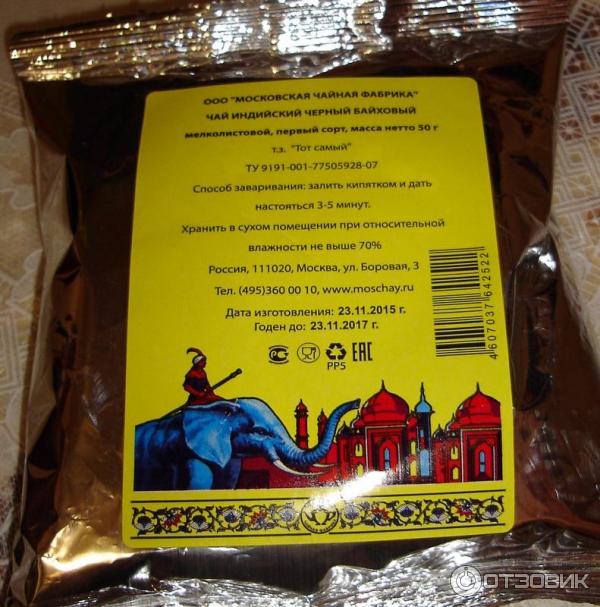 ООО "МОСКОВСКАЯ ЧАЙНАЯ ФАБРИКА"
ЧАЙ ИНДИЙСКИЙ ЧЕРНЫЙ БАЙХОВЫЙ
мелколистовой, первый сорт, масса нетто 50 г
т.з. "Тот самый"
ТУ 9191-001-77505928-07
Способ заваривания: залить кипятком и дать
настояться 3-5 минут.
Хранить в сухом помещении при относительной
влажности не выше 70%
Россия, 111020, Москва, ул. Боровая, 3
Тел. (495)360 00 10, www.moschay.ru
Дата изготовления: 23.11.2015 г.
Годен до: 23.11.2017 г.
4607037642522
РСТ
PP5
ЕАС
ОТЗОВИК